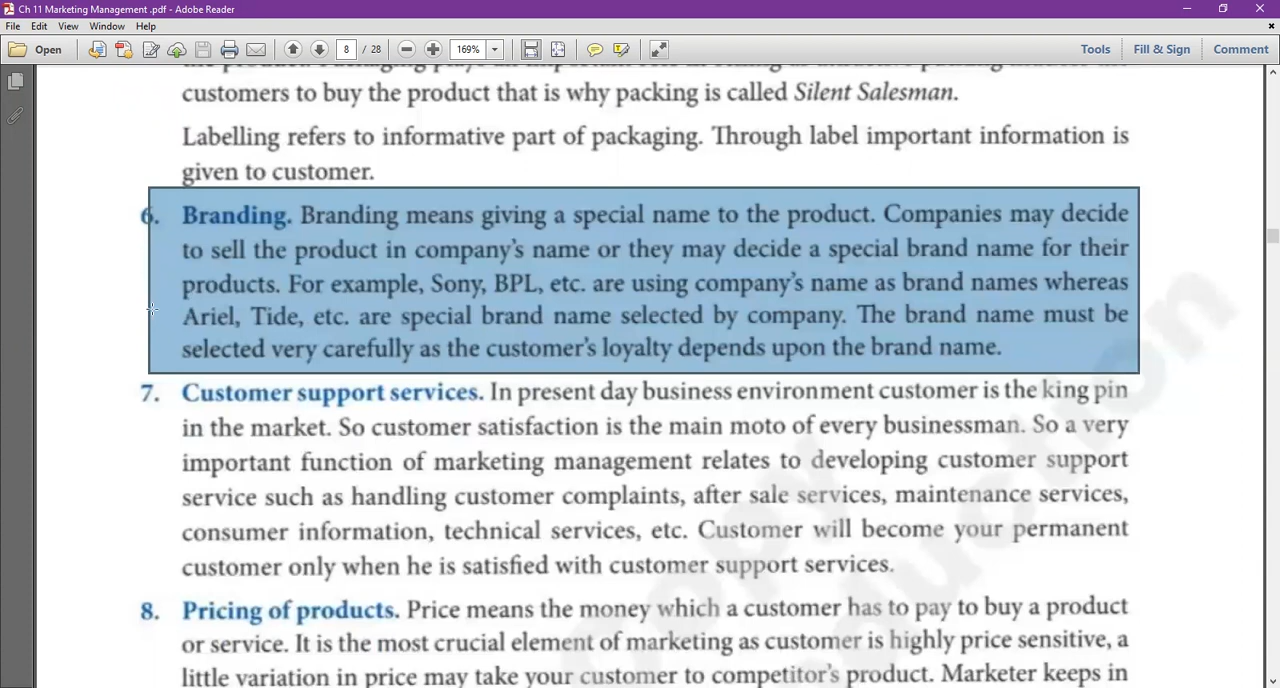 Ch 11 Marketing Management .pdf - Adobe Reader
File Edit View Window Help
Open 8 / 28 169% Tools Fill & Sign Comment
customers to buy the product that is why packing is called Silent Salesman.
Labelling refers to informative part of packaging. Through label important information is
given to customer.
6. Branding. Branding means giving a special name to the product. Companies may decide
to sell the product in company's name or they may decide a special brand name for their
products. For example, Sony, BPL, etc. are using company's name as brand names whereas
Ariel, Tide, etc. are special brand name selected by company. The brand name must be
selected very carefully as the customer's loyalty depends upon the brand name.
7. Customer support services. In present day business environment customer is the king pin
in the market. So customer satisfaction is the main moto of every businessman. So a very
important function of marketing management relates to developing customer support
service such as handling customer complaints, after sale services, maintenance services,
consumer information, technical services, etc. Customer will become your permanent
customer only when he is satisfied with customer support services.
8. Pricing of products. Price means the money which a customer has to pay to buy a product
or service. It is the most crucial element of marketing as customer is highly price sensitive, a
little variation in price may take your customer to competitor's product. Marketer keeps in